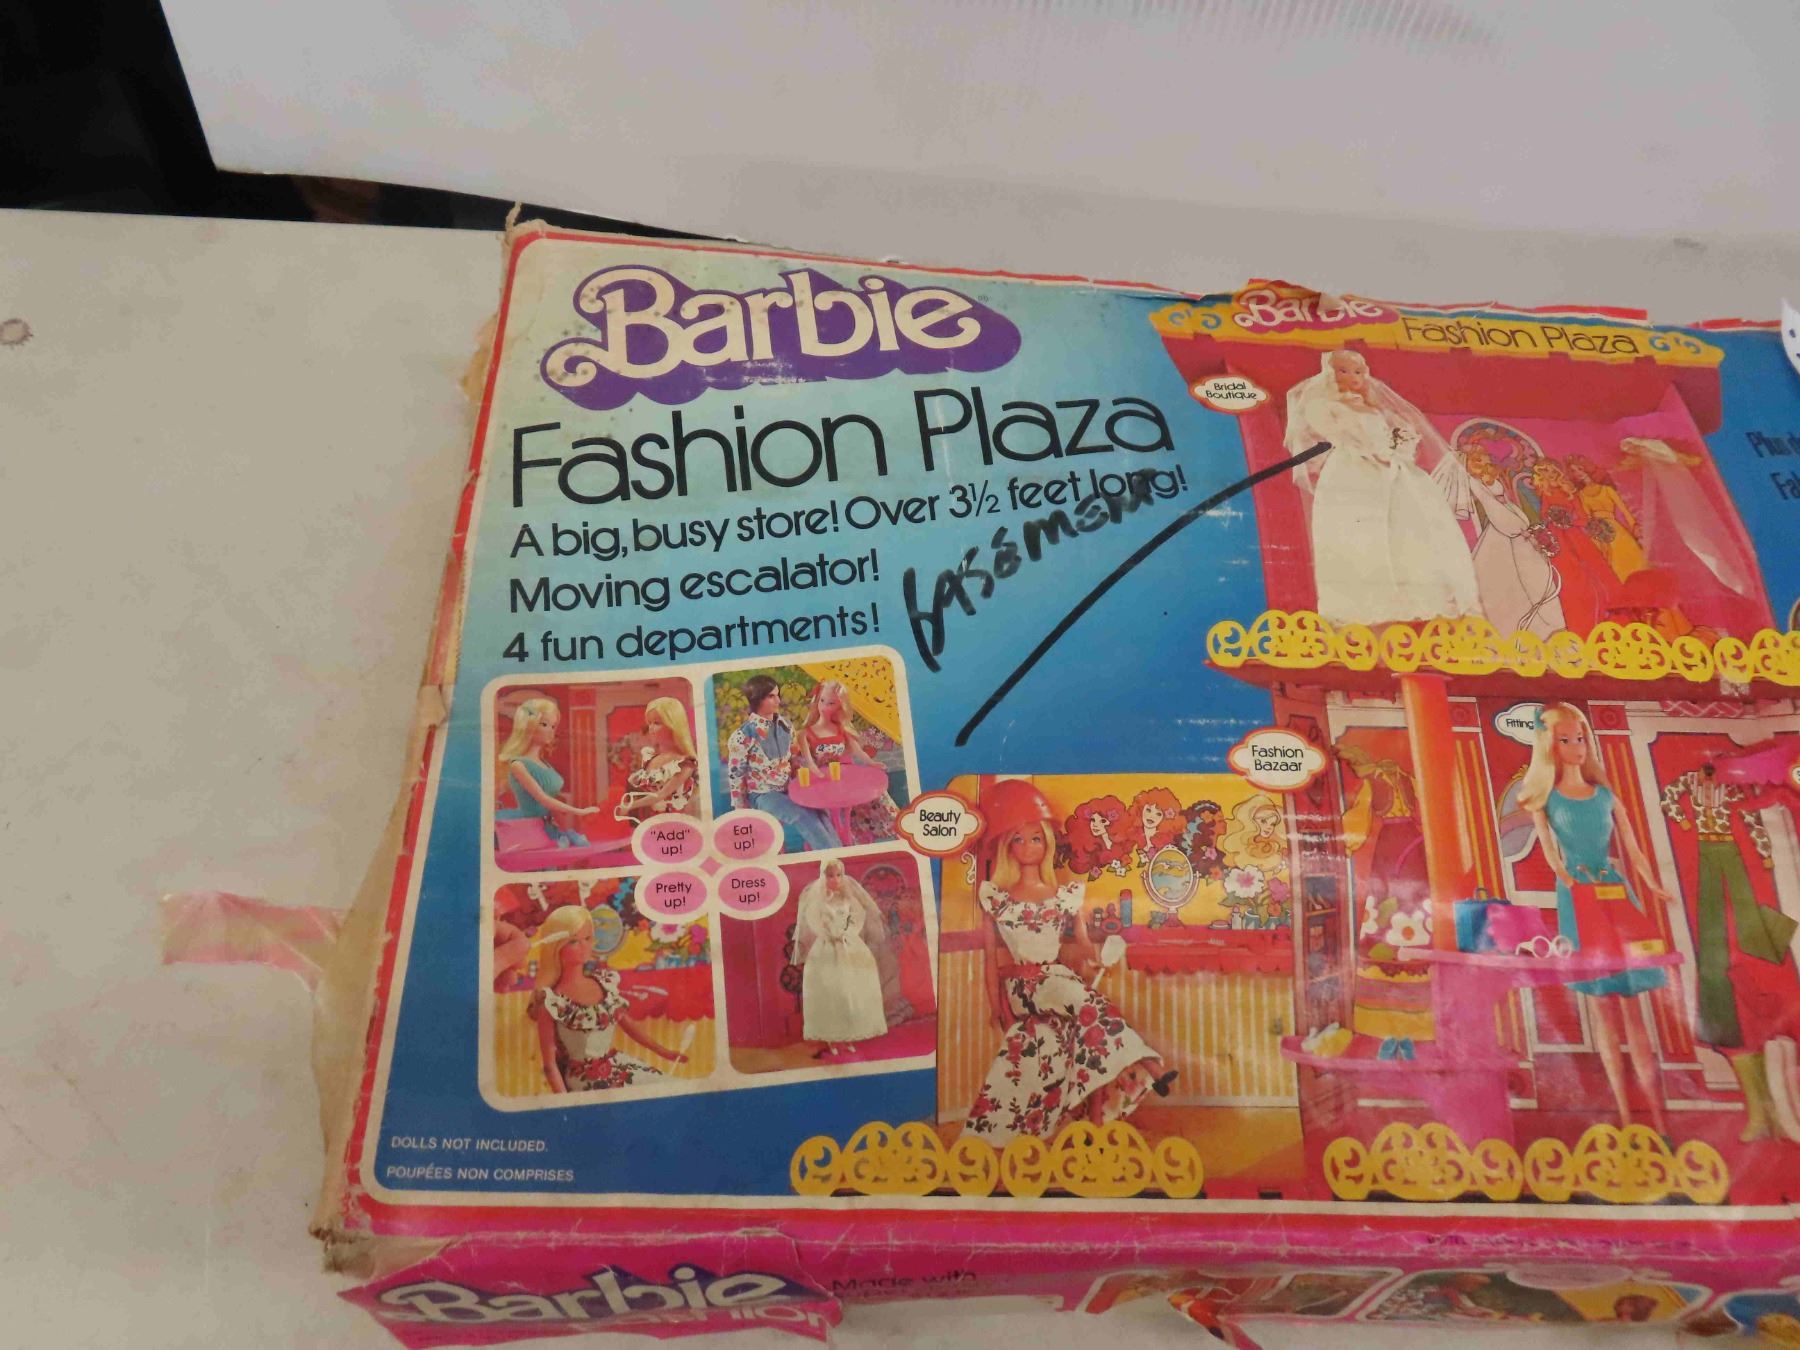 Barbie
Fashion Plaza
A big, busy store! Over 3½ feet long!
Moving escalator!
4 fun departments!
basement
Barbie Fashion Plaza
Bridal
Boutique
Fashion
Bazaar
Fitting
Beauty
Salon
"Add"
up!
Eat
up!
Pretty
up!
Dress
up!
DOLLS NOT INCLUDED.
POUPÉES NON COMPRISES
Barbie
Made with